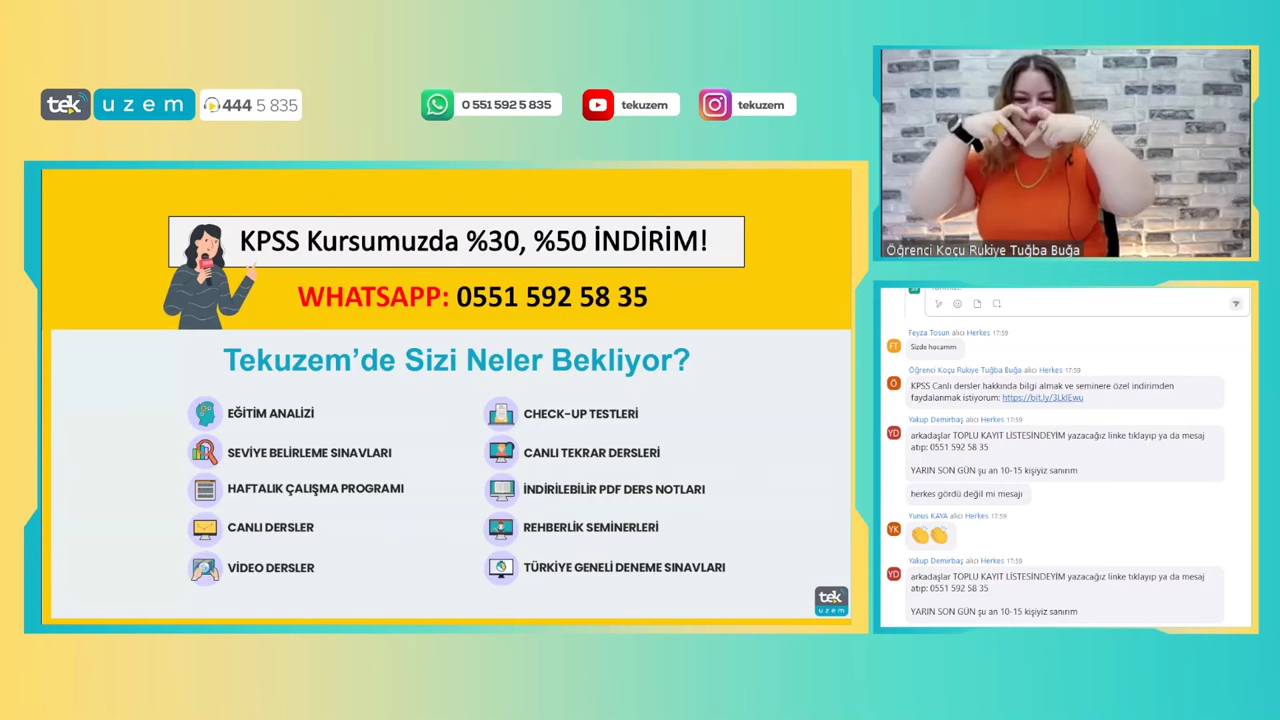 tek uzem 444 5 835
0 551 592 5 835
tekuzem
tekuzem
KPSS Kursumuzda %30, %50 İNDİRİM!
WHATSAPP: 0551 592 58 35
Tekuzem’de Sizi Neler Bekliyor?
EĞİTİM ANALİZİ
SEVİYE BELİRLEME SINAVLARI
HAFTALIK ÇALIŞMA PROGRAMI
CANLI DERSLER
VİDEO DERSLER
CHECK-UP TESTLERİ
CANLI TEKRAR DERSLERİ
İNDİRİLEBİLİR PDF DERS NOTLARI
REHBERLİK SEMİNERLERİ
TÜRKİYE GENELİ DENEME SINAVLARI
tek
uzem
Öğrenci Koçu Rukiye Tuğba Buğa
Feyza Tosun alıcı Herkes 17:59
FT
Sizde hocamm
Öğrenci Koçu Rukiye Tuğba Buğa alıcı Herkes 17:59
Ö
KPSS Canlı dersler hakkında bilgi almak ve seminere özel indirimden
faydalanmak istiyorum: https://bit.ly/3LklEwu
Yakup Demirbaş alıcı Herkes 17:59
YD
arkadaşlar TOPLU KAYIT LİSTESİNDEYİM yazacağız linke tıklayıp ya da mesaj
atıp: 0551 592 58 35
YARIN SON GÜN şu an 10-15 kişiyiz sanırım
herkes gördü değil mi mesajı
Yunus KAYA alıcı Herkes 17:59
YK
Yakup Demirbaş alıcı Herkes 17:59
YD
arkadaşlar TOPLU KAYIT LİSTESİNDEYİM yazacağız linke tıklayıp ya da mesaj
atıp: 0551 592 58 35
YARIN SON GÜN şu an 10-15 kişiyiz sanırım